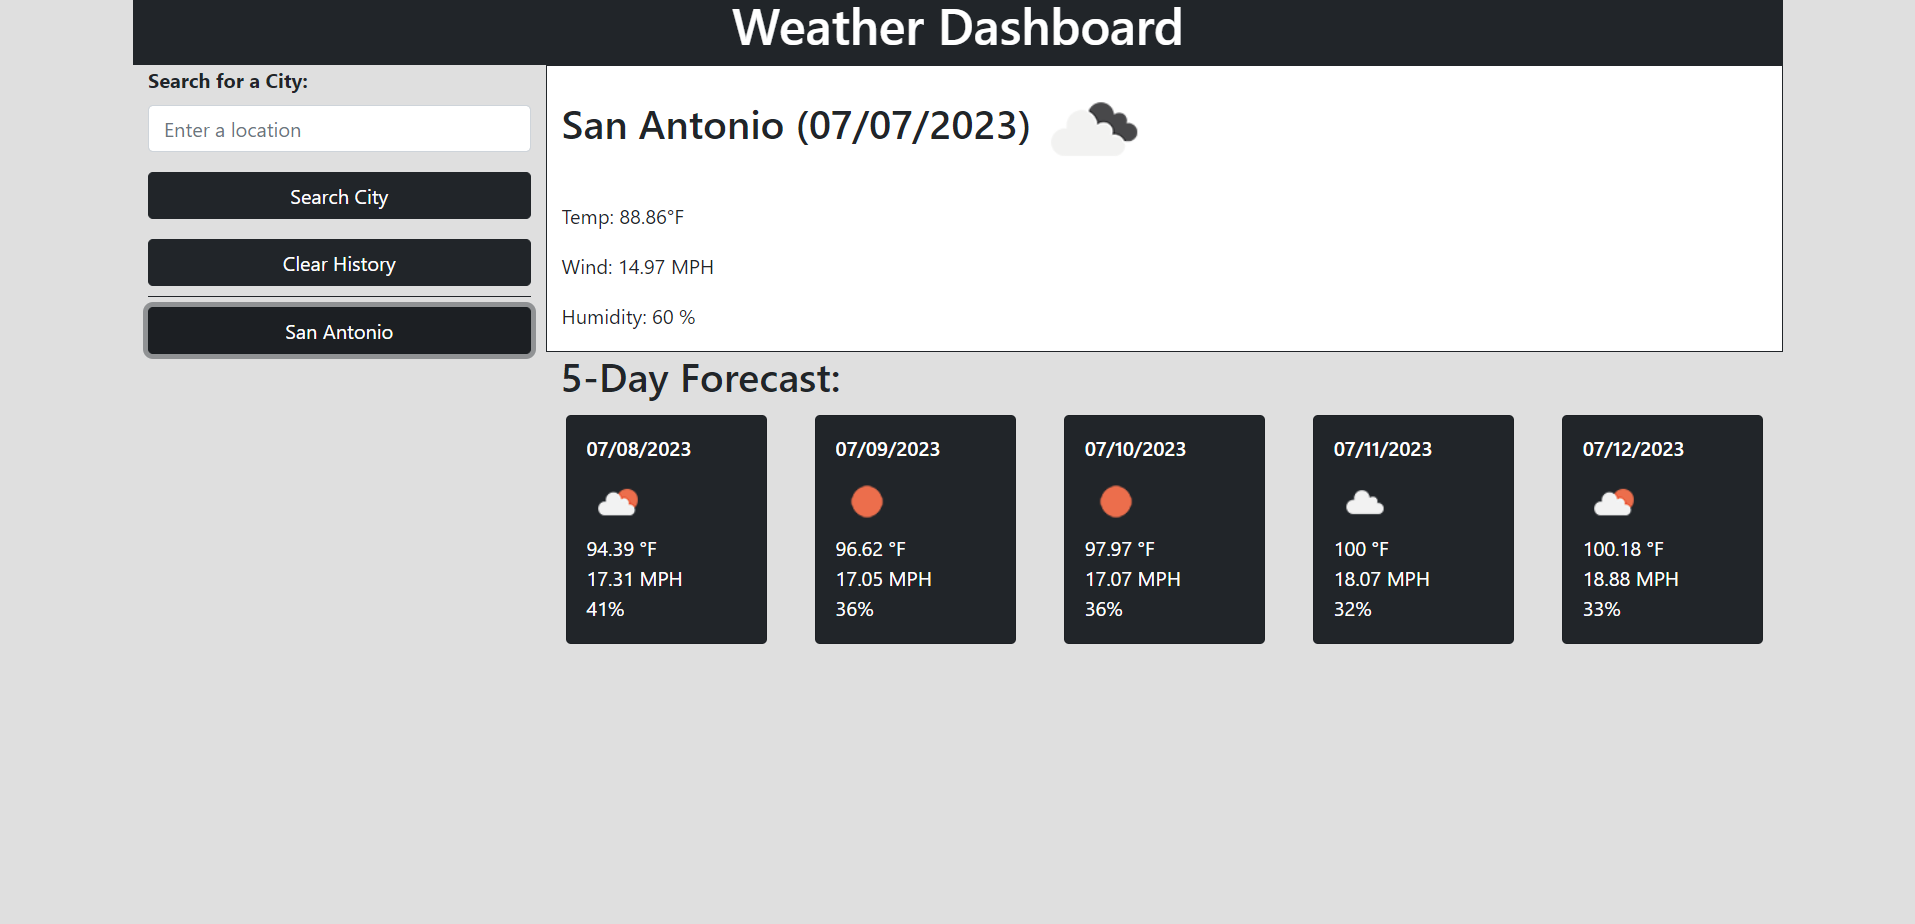 Weather Dashboard
Search for a City:
Enter a location
Search City
Clear History
San Antonio
San Antonio (07/07/2023)
Temp: 88.86°F
Wind: 14.97 MPH
Humidity: 60 %
5-Day Forecast:
07/08/2023
94.39 °F
17.31 MPH
41%
07/09/2023
96.62 °F
17.05 MPH
36%
07/10/2023
97.97 °F
17.07 MPH
36%
07/11/2023
100 °F
18.07 MPH
32%
07/12/2023
100.18 °F
18.88 MPH
33%